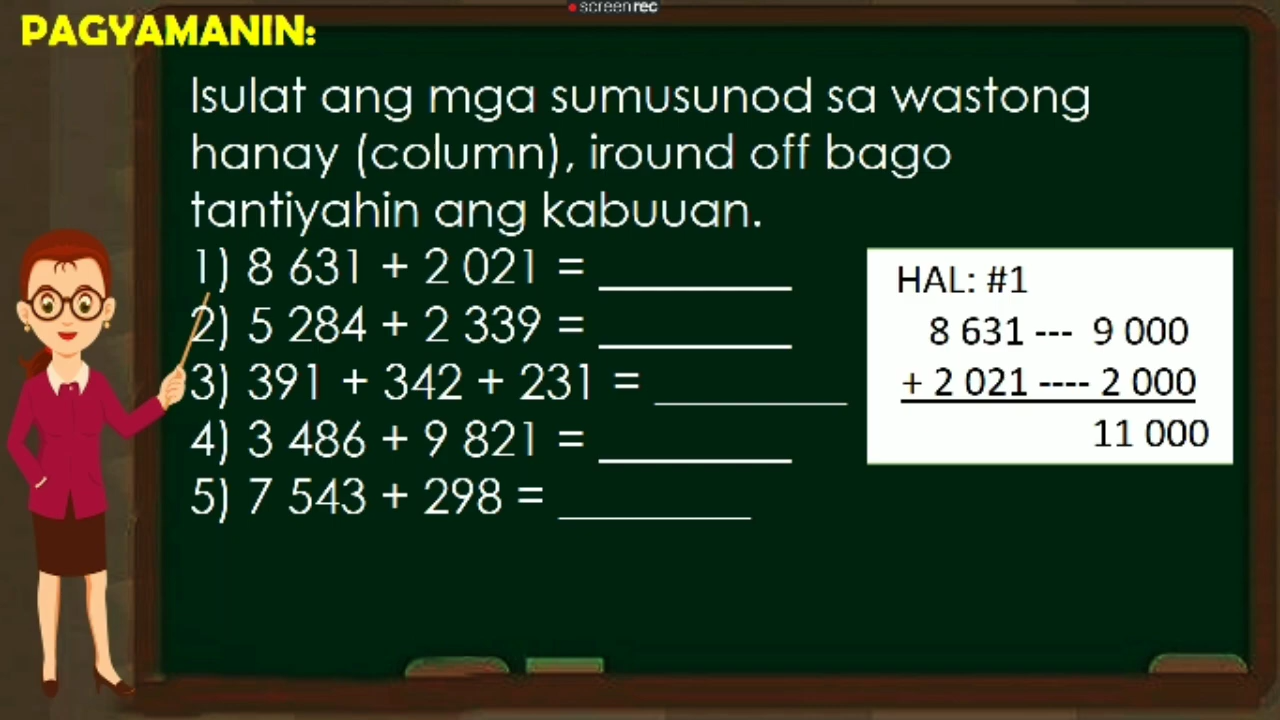 screenrec
PAGYAMANIN:
Isulat ang mga sumusunod sa wastong
hanay (column), iround off bago
tantiyahin ang kabuuan.
1) 8 631 + 2 021 = ________
2) 5 284 + 2 339 = ________
3) 391 + 342 + 231 = ________
4) 3 486 + 9 821 = ________
5) 7 543 + 298 = ________
HAL: #1
8 631 --- 9 000
+ 2 021 ---- 2 000
11 000